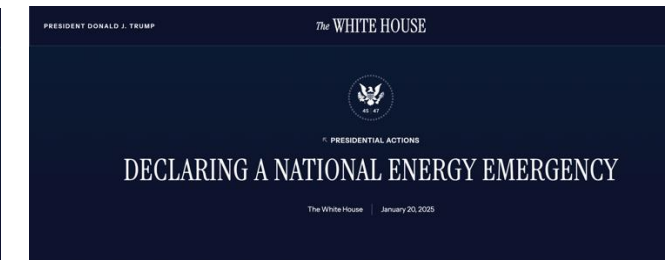 PRESIDENT DONALD J. TRUMP
The WHITE HOUSE
45 47
PRESIDENTIAL ACTIONS
DECLARING A NATIONAL ENERGY EMERGENCY
The White House | January 20, 2025